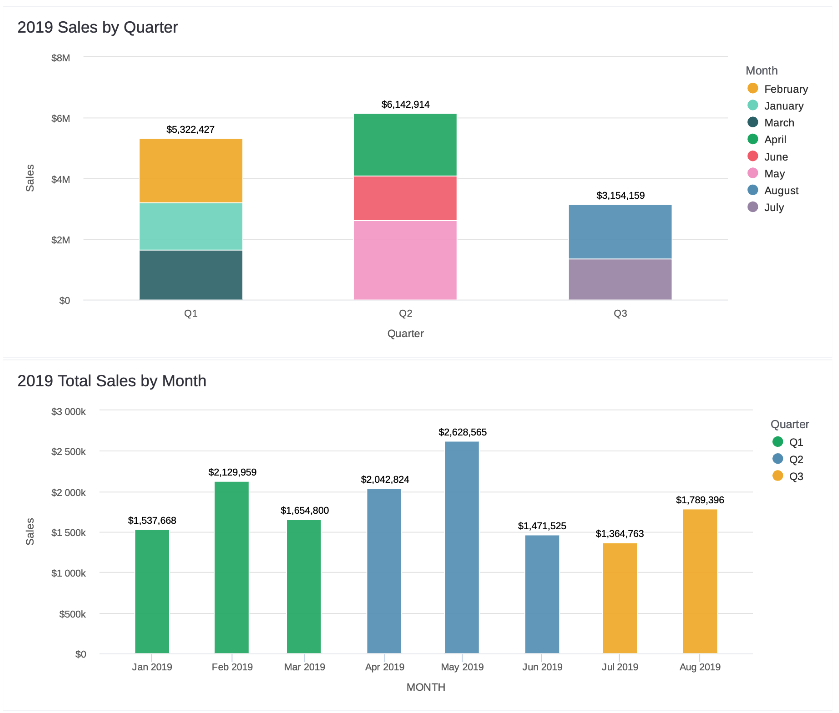 2019 Sales by Quarter
$8M
$6M
$4M
$2M
$0
Sales
$5,322,427
$6,142,914
$3,154,159
Q1
Q2
Q3
Quarter
Month
February
January
March
April
June
May
August
July
2019 Total Sales by Month
$3 000k
$2 500k
$2 000k
$1 500k
$1 000k
$500k
$0
Sales
$1,537,668
$2,129,959
$1,654,800
$2,042,824
$2,628,565
$1,471,525
$1,364,763
$1,789,396
Jan 2019
Feb 2019
Mar 2019
Apr 2019
May 2019
Jun 2019
Jul 2019
Aug 2019
MONTH
Quarter
Q1
Q2
Q3